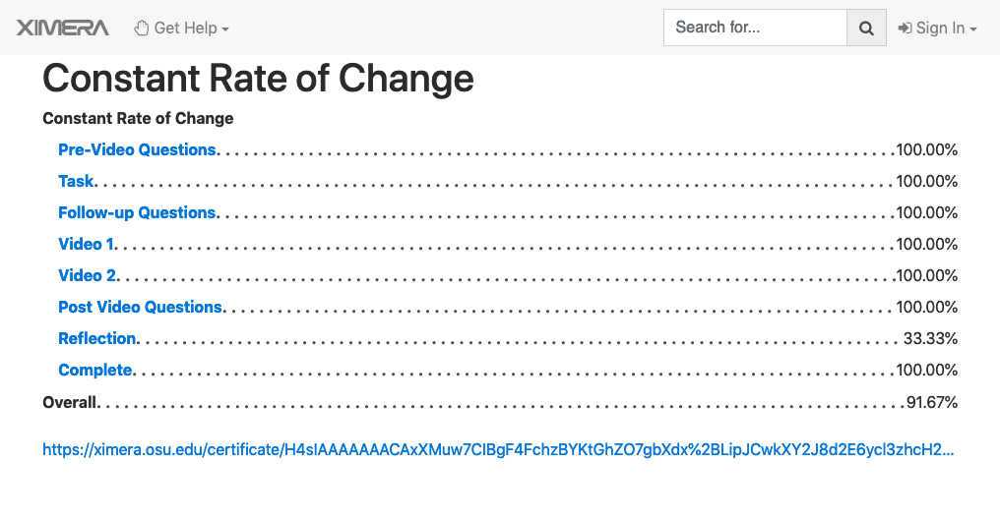 XIMERA Get Help Search for... Sign In
Constant Rate of Change
Constant Rate of Change
Pre-Video Questions. . . . . . . . . . . . . . . . . . . . . . . . . . . . . . . . . . . . . . . . . . . . . . . . . . . . . . . . . . . . . . . . . . . . . . . . . . . .100.00%
Task. . . . . . . . . . . . . . . . . . . . . . . . . . . . . . . . . . . . . . . . . . . . . . . . . . . . . . . . . . . . . . . . . . . . . . . . . . . . . . . . . . . . . . . . . 100.00%
Follow-up Questions. . . . . . . . . . . . . . . . . . . . . . . . . . . . . . . . . . . . . . . . . . . . . . . . . . . . . . . . . . . . . . . . . . . . . . . . . . . .100.00%
Video 1. . . . . . . . . . . . . . . . . . . . . . . . . . . . . . . . . . . . . . . . . . . . . . . . . . . . . . . . . . . . . . . . . . . . . . . . . . . . . . . . . . . . . . .100.00%
Video 2. . . . . . . . . . . . . . . . . . . . . . . . . . . . . . . . . . . . . . . . . . . . . . . . . . . . . . . . . . . . . . . . . . . . . . . . . . . . . . . . . . . . . . .100.00%
Post Video Questions. . . . . . . . . . . . . . . . . . . . . . . . . . . . . . . . . . . . . . . . . . . . . . . . . . . . . . . . . . . . . . . . . . . . . . . . . . . 100.00%
Reflection. . . . . . . . . . . . . . . . . . . . . . . . . . . . . . . . . . . . . . . . . . . . . . . . . . . . . . . . . . . . . . . . . . . . . . . . . . . . . . . . . . . . . 33.33%
Complete. . . . . . . . . . . . . . . . . . . . . . . . . . . . . . . . . . . . . . . . . . . . . . . . . . . . . . . . . . . . . . . . . . . . . . . . . . . . . . . . . . . . .100.00%
Overall. . . . . . . . . . . . . . . . . . . . . . . . . . . . . . . . . . . . . . . . . . . . . . . . . . . . . . . . . . . . . . . . . . . . . . . . . . . . . . . . . . . . . . . . . .91.67%
https://ximera.osu.edu/certificate/H4sIAAAAAAACAxXMuw7CIBgF4FchzBYKtGhZO7gbXdx%2BLipJCwkXY2J8d2E6ycl3zhcH2...